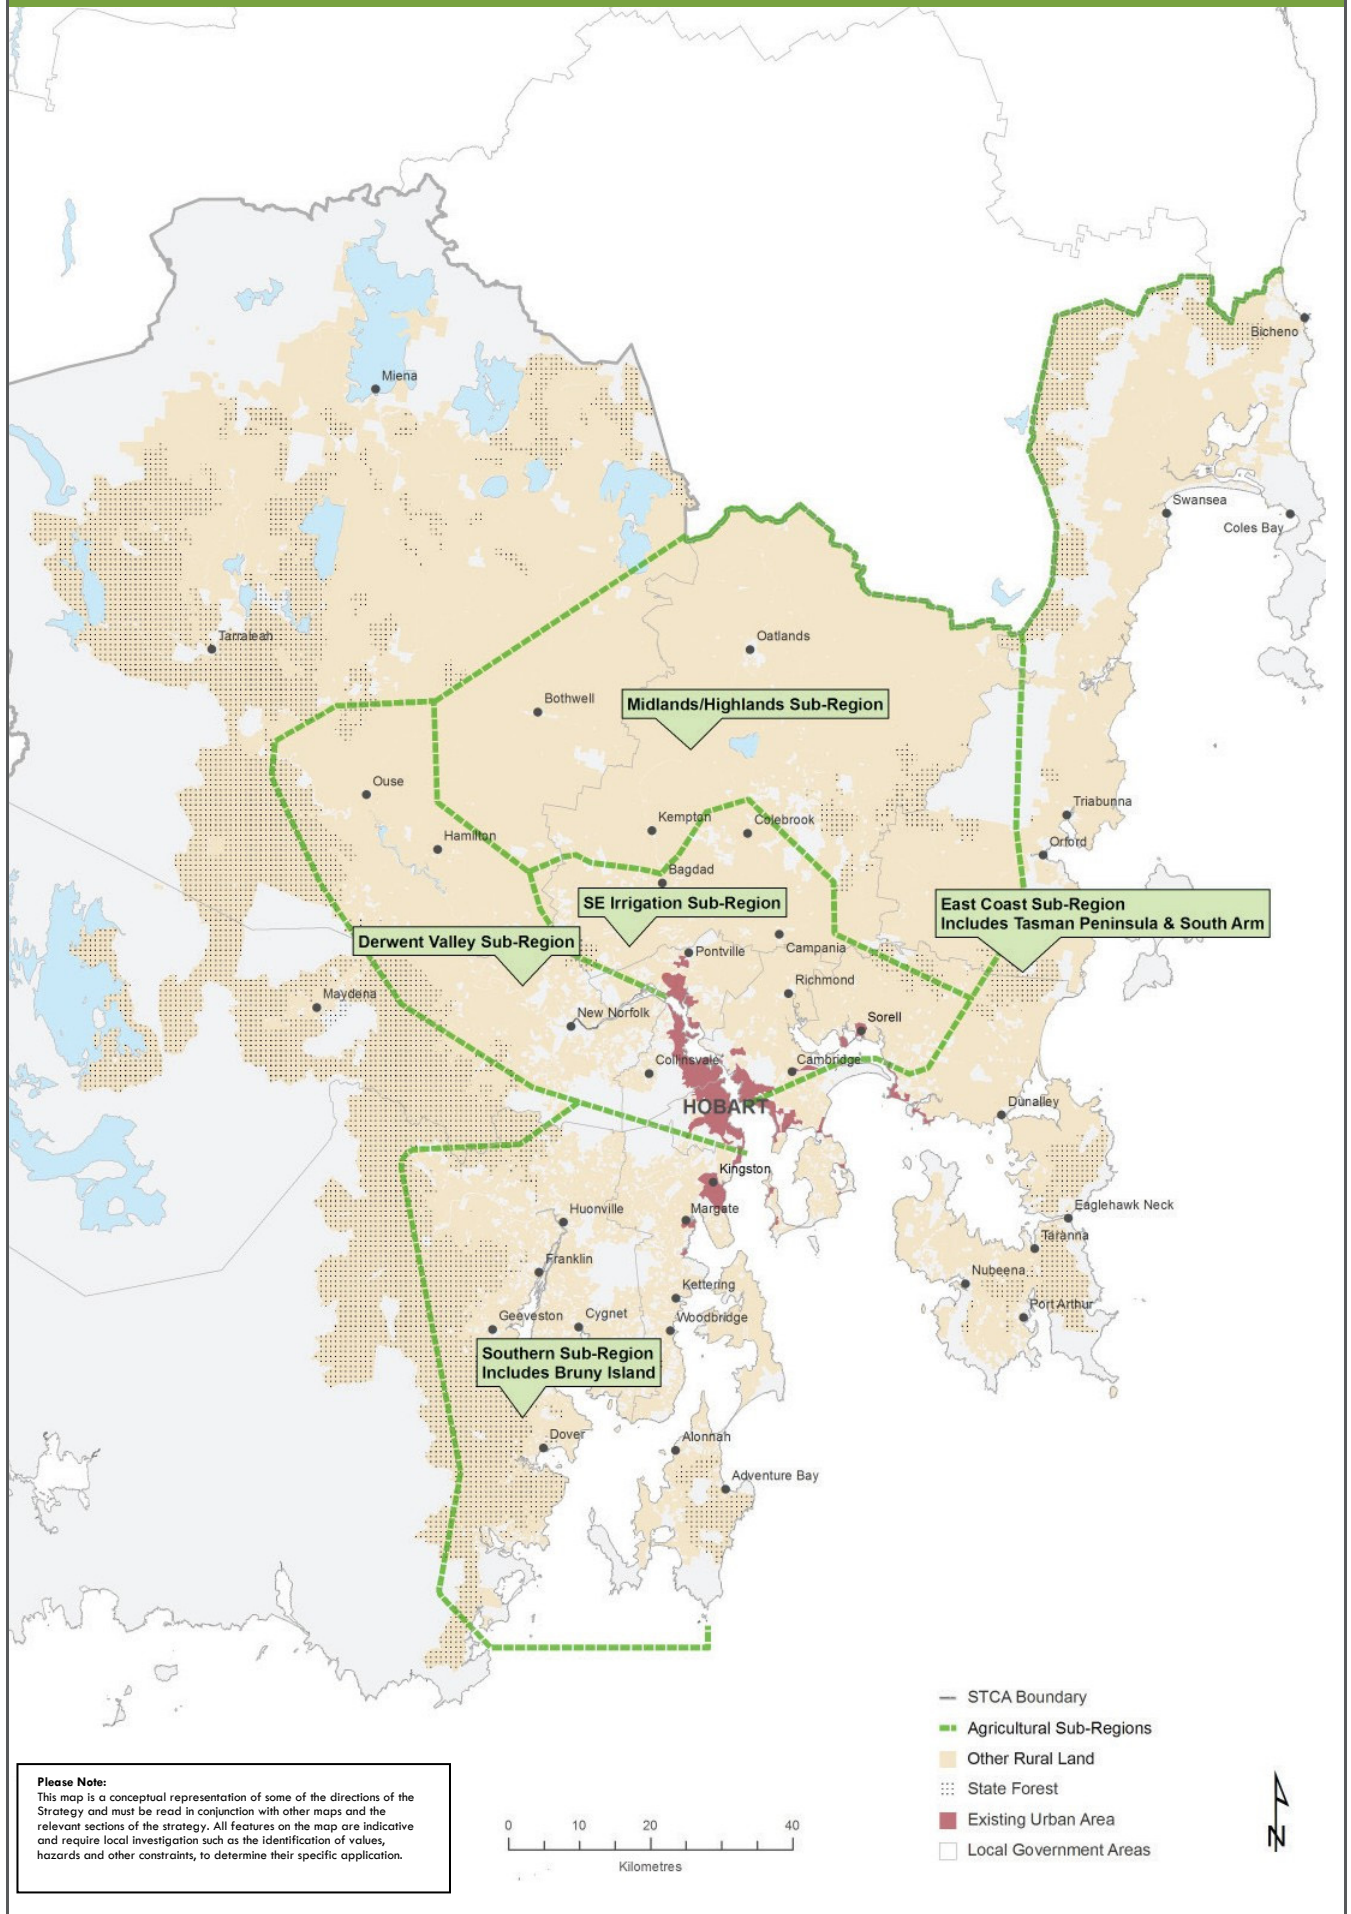 Miena
Bicheno
Swansea
Coles Bay
Tarraleah
Oatlands
Bothwell
Midlands/Highlands Sub-Region
Ouse
Triabunna
Kempton
Colebrook
Hamilton
Orford
Bagdad
SE Irrigation Sub-Region
East Coast Sub-Region
Includes Tasman Peninsula & South Arm
Derwent Valley Sub-Region
Pontville
Campania
Richmond
Maydena
New Norfolk
Sorell
Collinsvale
Cambridge
HOBART
Dunalley
Kingston
Huonville
Margate
Eaglehawk Neck
Taranna
Franklin
Nubeena
Kettering
Port Arthur
Geeveston
Cygnet
Woodbridge
Southern Sub-Region
Includes Bruny Island
Dover
Alonnah
Adventure Bay
STCA Boundary
Agricultural Sub-Regions
Other Rural Land
State Forest
Existing Urban Area
Local Government Areas
N
Please Note:
This map is a conceptual representation of some of the directions of the
Strategy and must be read in conjunction with other maps and the
relevant sections of the strategy. All features on the map are indicative
and require local investigation such as the identification of values,
hazards and other constraints, to determine their specific application.
0 10 20 40
Kilometres